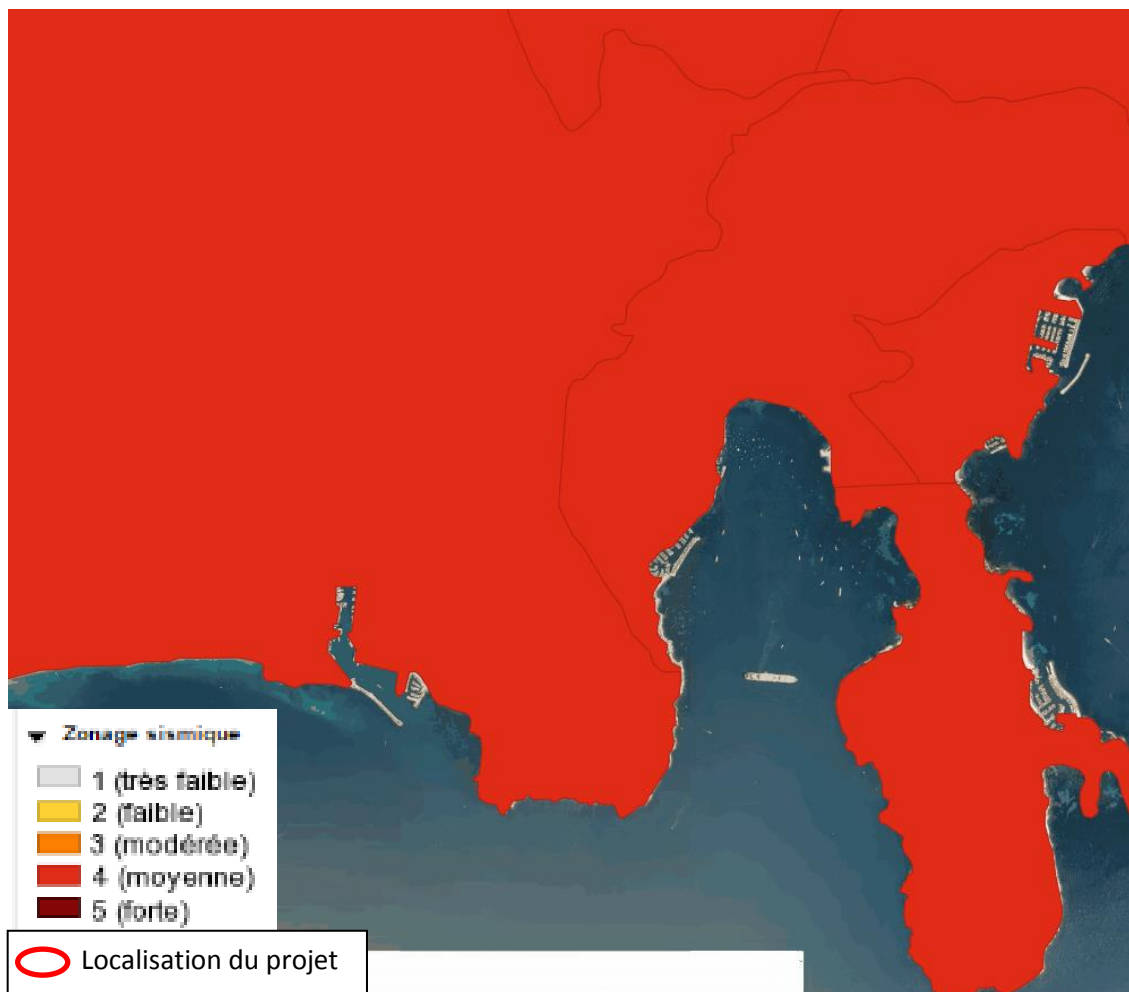 Zonage sismique
1 (très faible)
2 (faible)
3 (modérée)
4 (moyenne)
5 (forte)
Localisation du projet